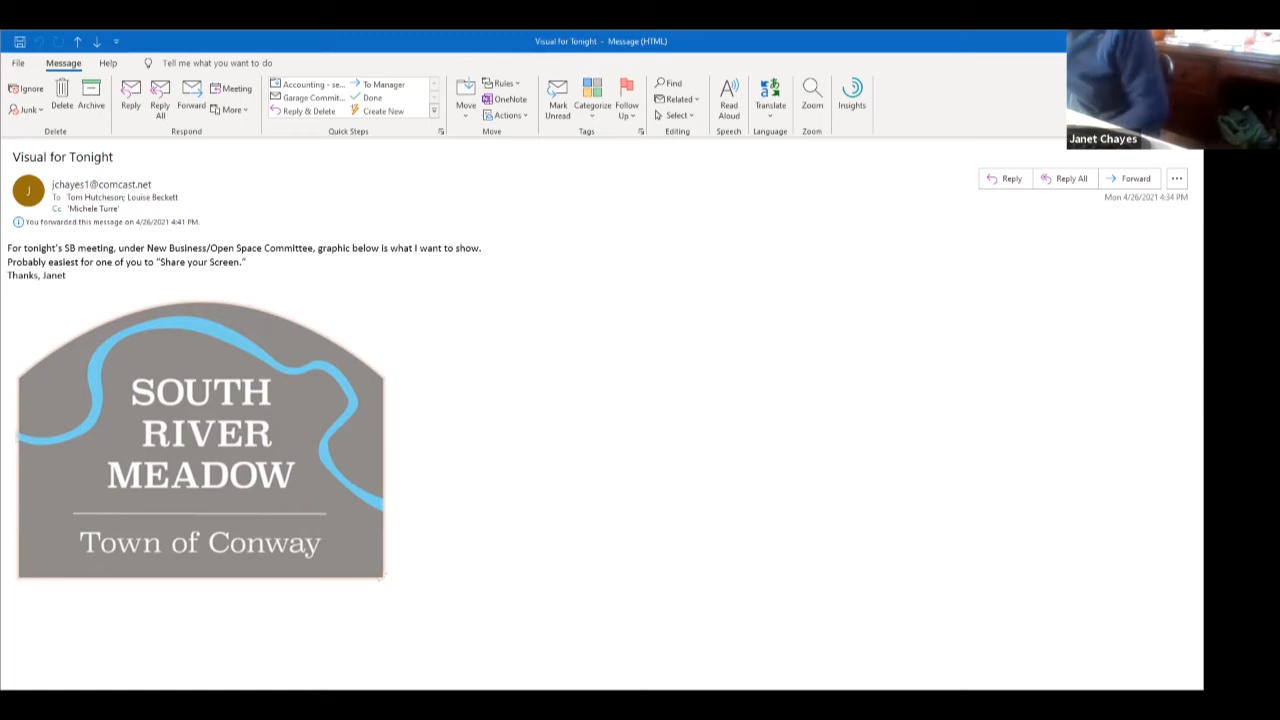 Visual for Tonight - Message (HTML)
File Message Help Tell me what you want to do
Ignore
Junk
Delete
Archive
Delete
Reply
Reply All
Forward
Meeting
More
Respond
Accounting - se... To Manager
Garage Commit... Done
Reply & Delete Create New
Quick Steps
Move
Rules
OneNote
Actions
Move
Mark Unread
Categorize
Follow Up
Tags
Find
Related
Select
Editing
Read Aloud
Speech
Translate
Language
Zoom
Zoom
Insights
Janet Chayes
Visual for Tonight
J
jchayes1@comcast.net
To Tom Hutcheson; Louise Beckett
Cc 'Michele Turre'
You forwarded this message on 4/26/2021 4:41 PM.
Reply Reply All Forward ...
Mon 4/26/2021 4:34 PM
For tonight's SB meeting, under New Business/Open Space Committee, graphic below is what I want to show.
Probably easiest for one of you to "Share your Screen."
Thanks, Janet
SOUTH
RIVER
MEADOW
Town of Conway